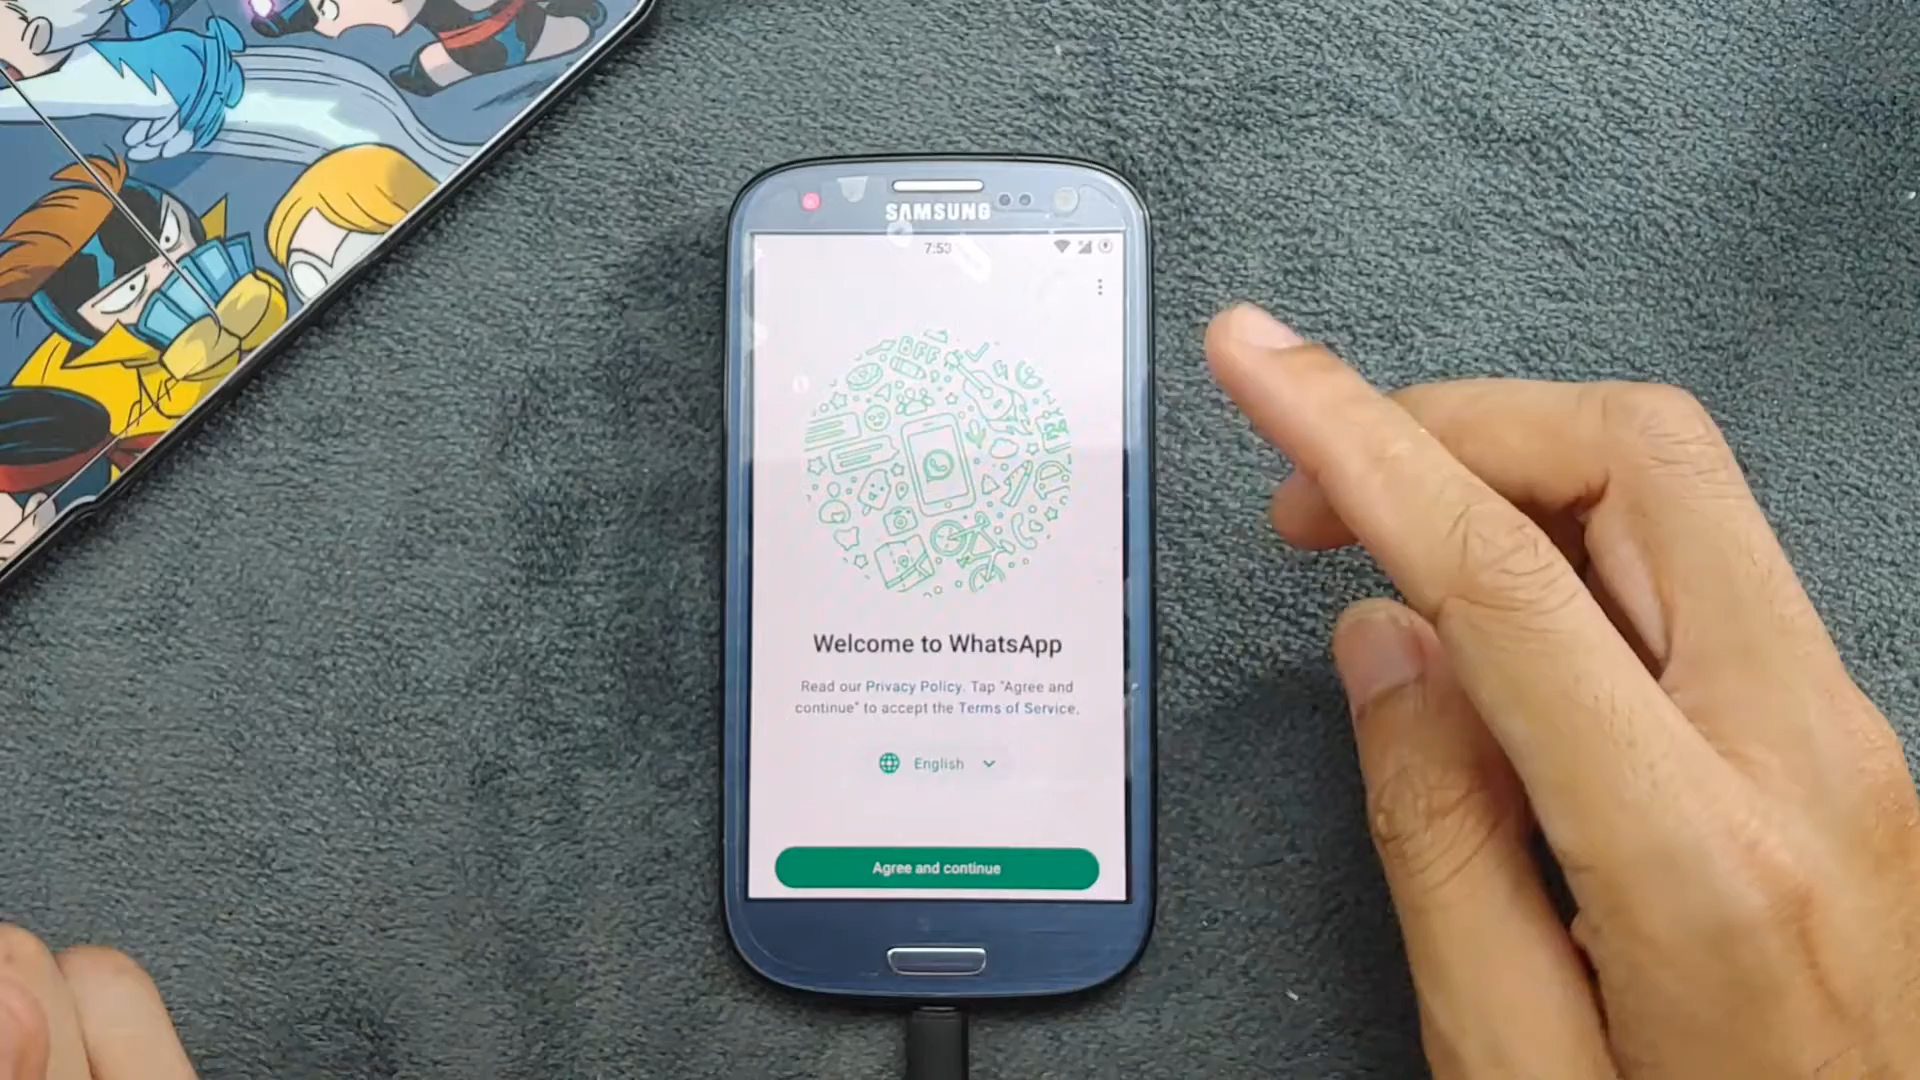 SAMSUNG
7:53
BFF
Welcome to WhatsApp
Read our Privacy Policy. Tap "Agree and
continue" to accept the Terms of Service.
English
Agree and continue